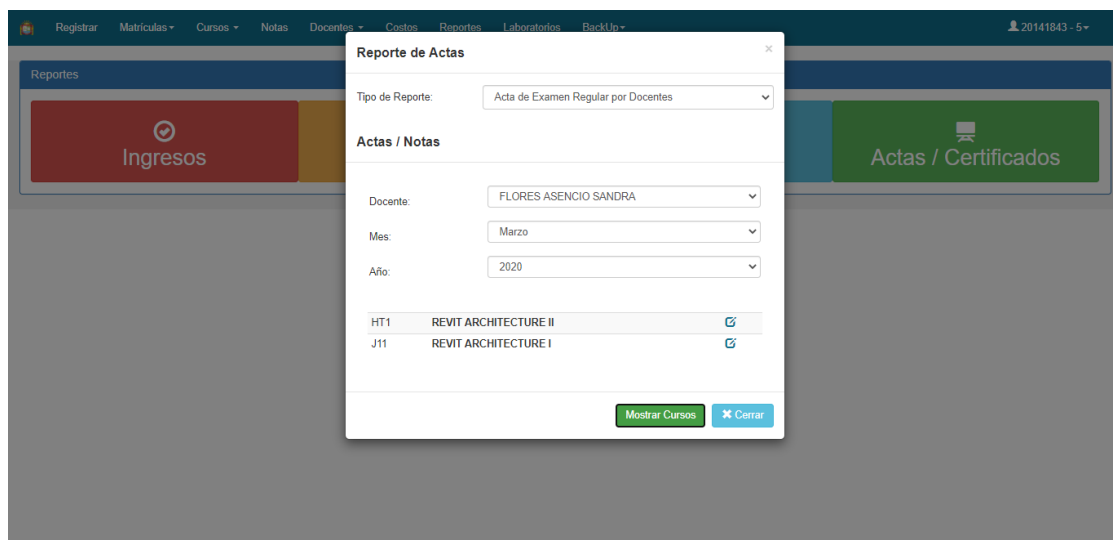 Registrar Matrículas Cursos Notas Docentes Costos Reportes Laboratorios BackUp 20141843 - 5
Reportes
Ingresos
Actas / Certificados
Reporte de Actas ×
Tipo de Reporte: Acta de Examen Regular por Docentes
Actas / Notas
Docente: FLORES ASENCIO SANDRA
Mes: Marzo
Año: 2020
HT1 REVIT ARCHITECTURE II
J11 REVIT ARCHITECTURE I
Mostrar Cursos Cerrar